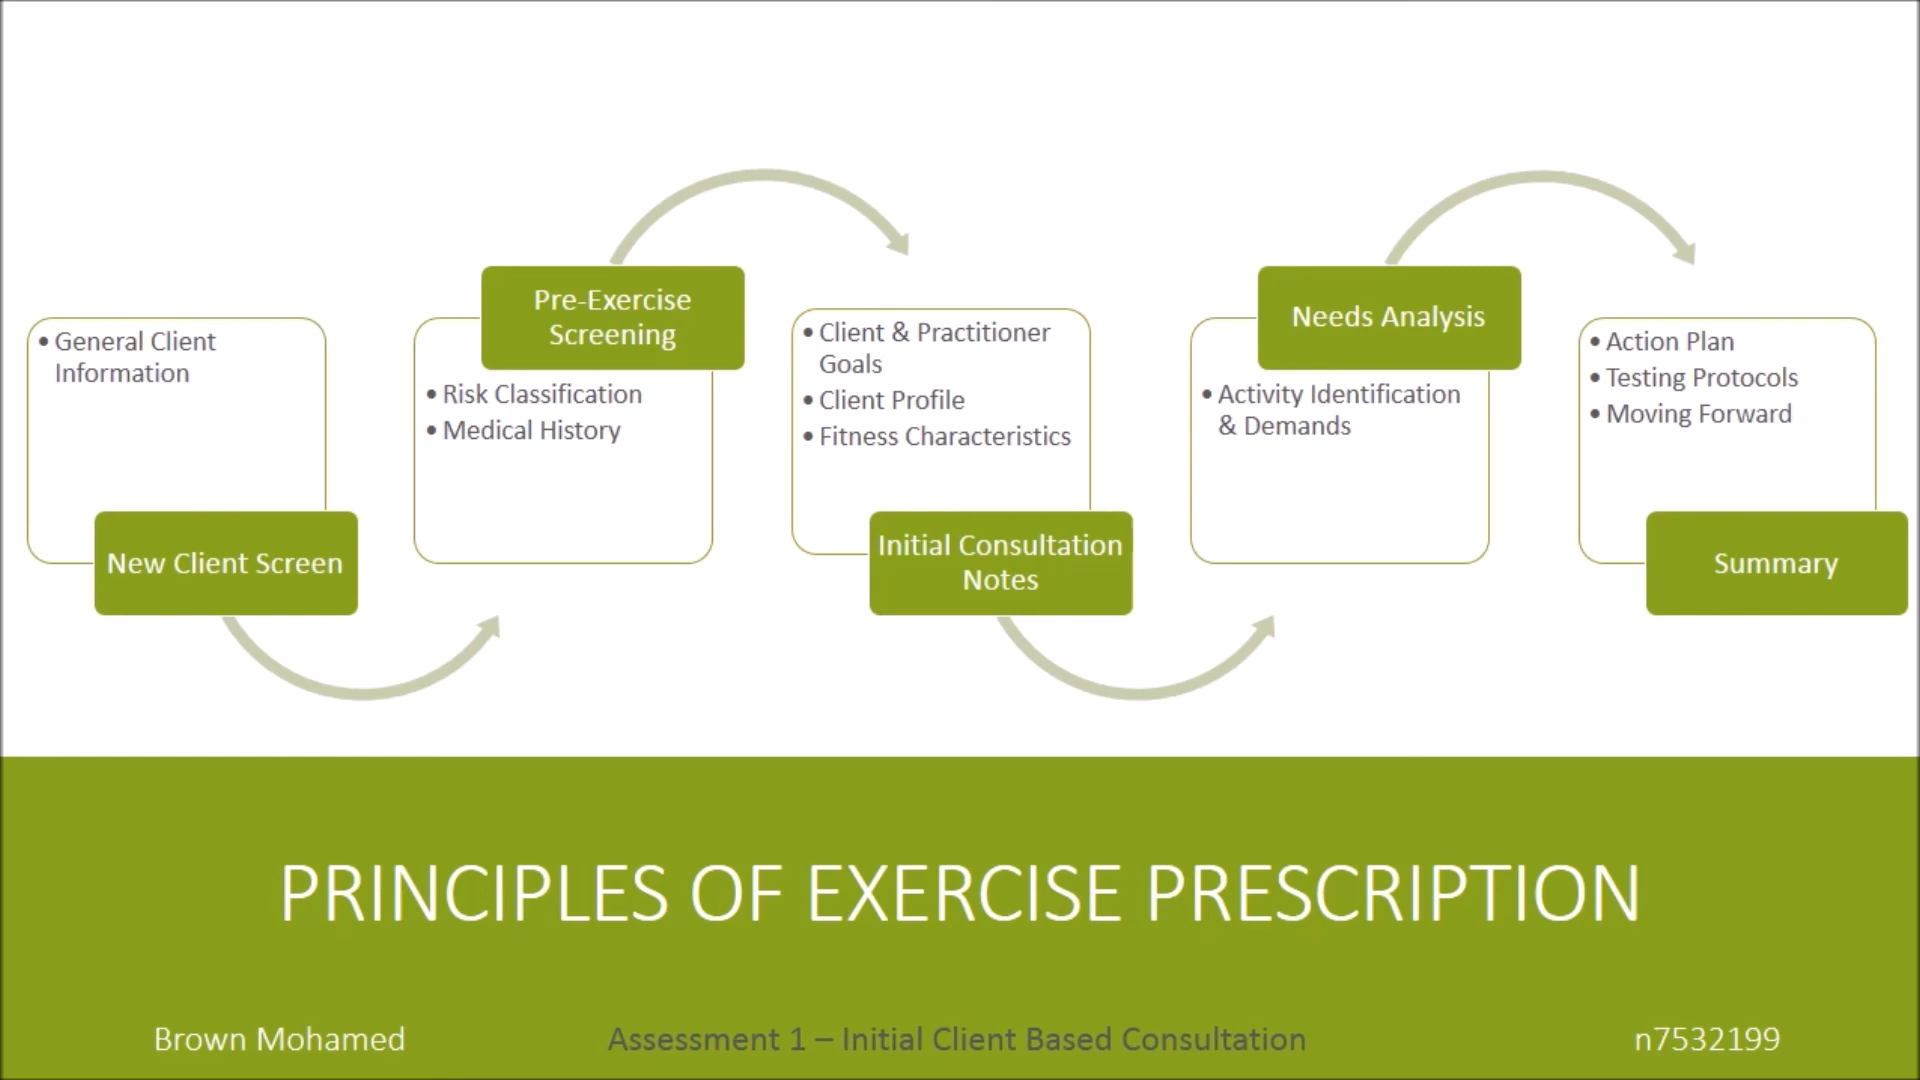 • General Client
Information
New Client Screen
Pre-Exercise
Screening
• Risk Classification
• Medical History
• Client & Practitioner
Goals
• Client Profile
• Fitness Characteristics
Initial Consultation
Notes
Needs Analysis
• Activity Identification
& Demands
• Action Plan
• Testing Protocols
• Moving Forward
Summary
PRINCIPLES OF EXERCISE PRESCRIPTION
Brown Mohamed
Assessment 1 – Initial Client Based Consultation
n7532199